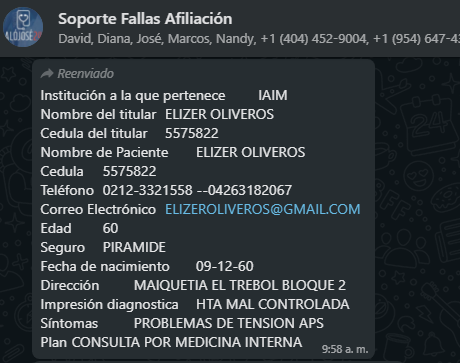 Soporte Fallas Afiliación
David, Diana, José, Marcos, Nandy, +1 (404) 452-9004, +1 (954) 647-43
ALÓJOSÉ
Reenviado
Institución a la que pertenece IAIM
Nombre del titular ELIZER OLIVEROS
Cedula del titular 5575822
Nombre de Paciente ELIZER OLIVEROS
Cedula 5575822
Teléfono 0212-3321558 --04263182067
Correo Electrónico ELIZEROLIVEROS@GMAIL.COM
Edad 60
Seguro PIRAMIDE
Fecha de nacimiento 09-12-60
Dirección MAIQUETIA EL TREBOL BLOQUE 2
Impresión diagnostica HTA MAL CONTROLADA
Síntomas PROBLEMAS DE TENSION APS
Plan CONSULTA POR MEDICINA INTERNA
9:58 a. m.